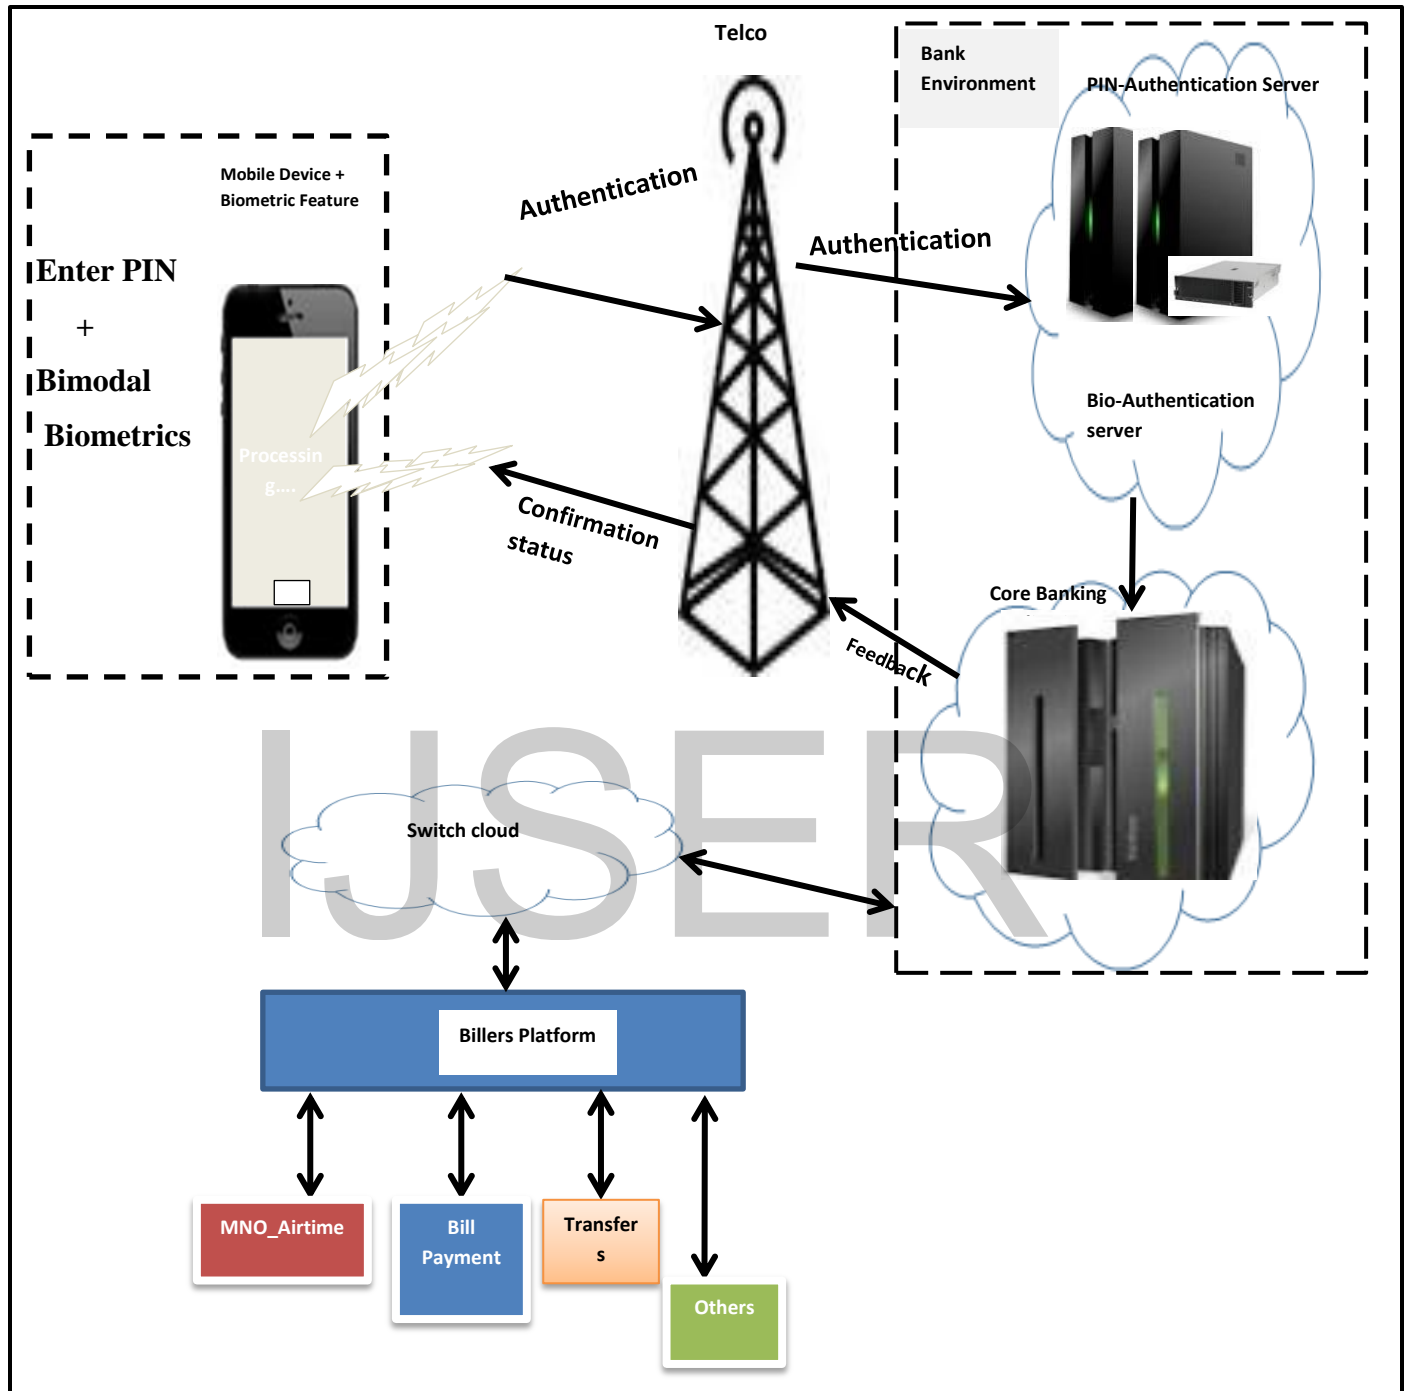 Telco
Bank
Environment
PIN-Authentication Server
Mobile Device +
Biometric Feature
Authentication
Authentication
Enter PIN
+
Bimodal
Biometrics
Processin
g....
Bio-Authentication
server
Confirmation
status
Core Banking
Feedback
IJSER
Switch cloud
Billers Platform
MNO_Airtime
Bill
Payment
Transfer
s
Others